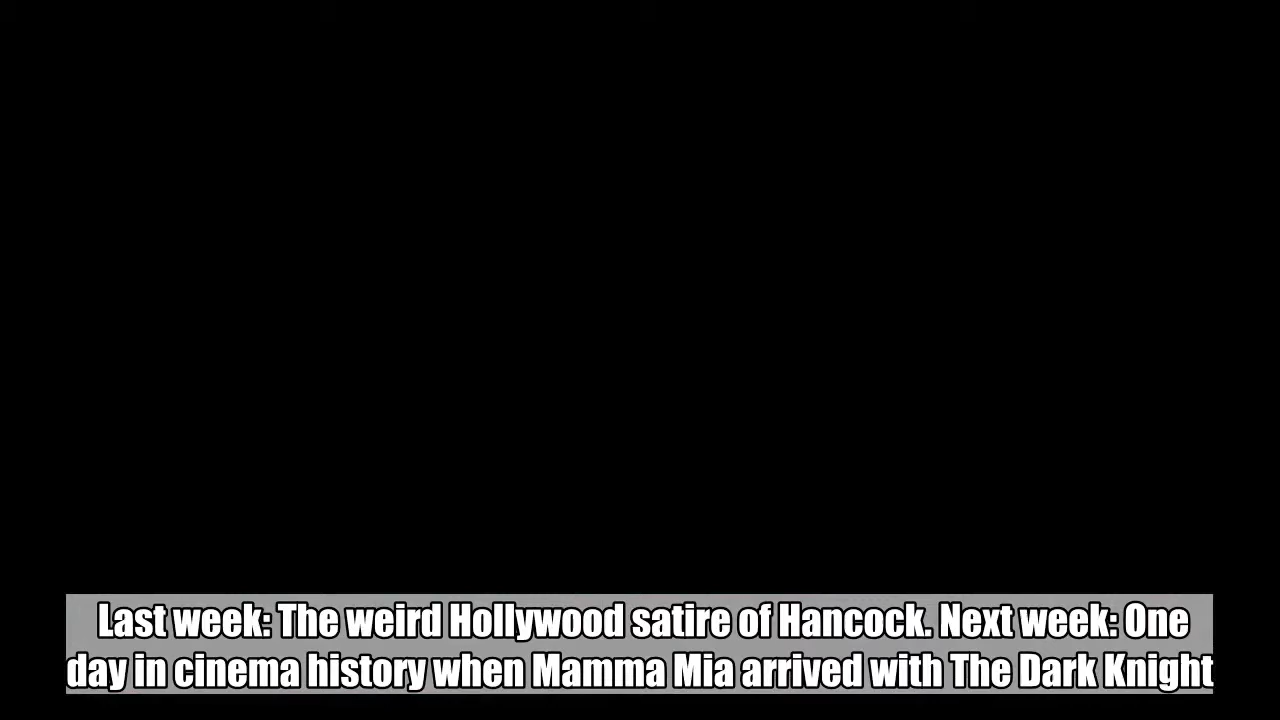 Last week: The weird Hollywood satire of Hancock. Next week: One
day in cinema history when Mamma Mia arrived with The Dark Knight